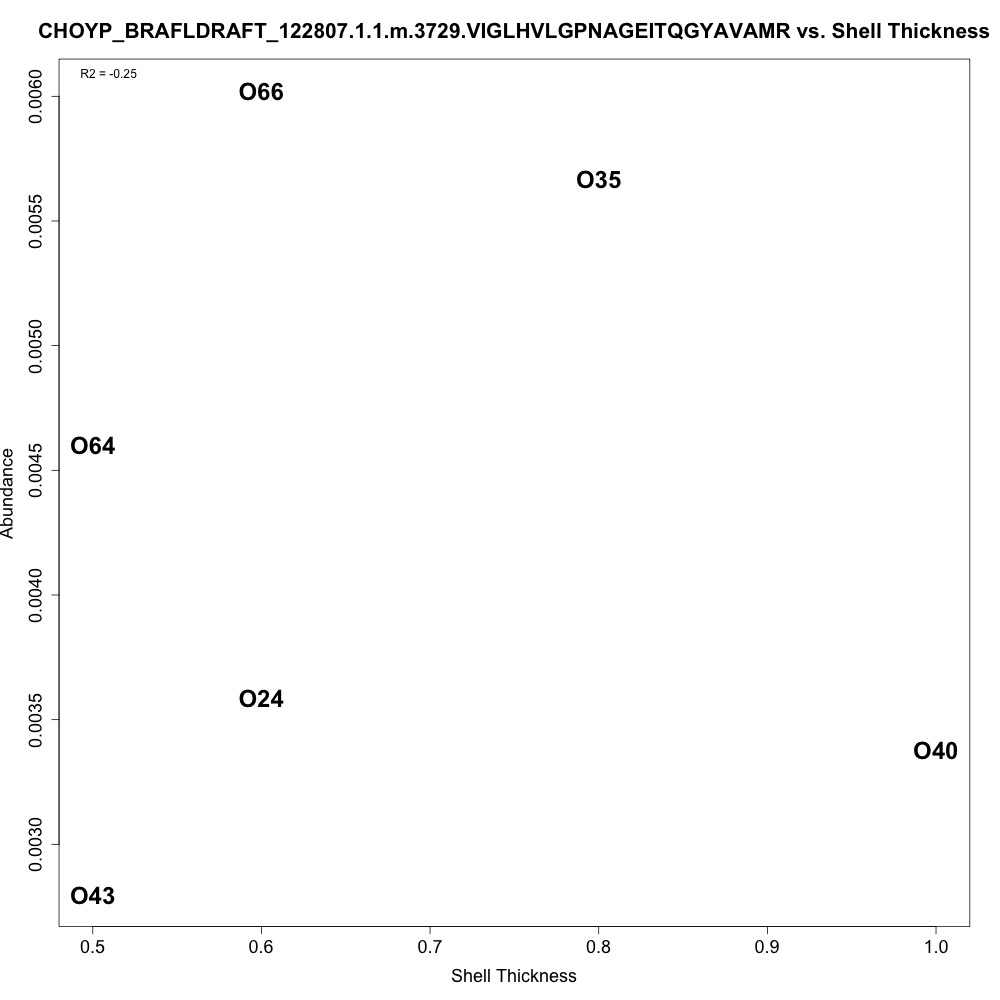 CHOYP_BRAFLDRAFT_122807.1.1.m.3729.VIGLHVLGPNAGEITQGYAVAMR vs. Shell Thickness
R2 = -0.25
O66
O35
O64
O24
O40
O43
Abundance
0.0060
0.0055
0.0050
0.0045
0.0040
0.0035
0.0030
0.5 0.6 0.7 0.8 0.9 1.0
Shell Thickness